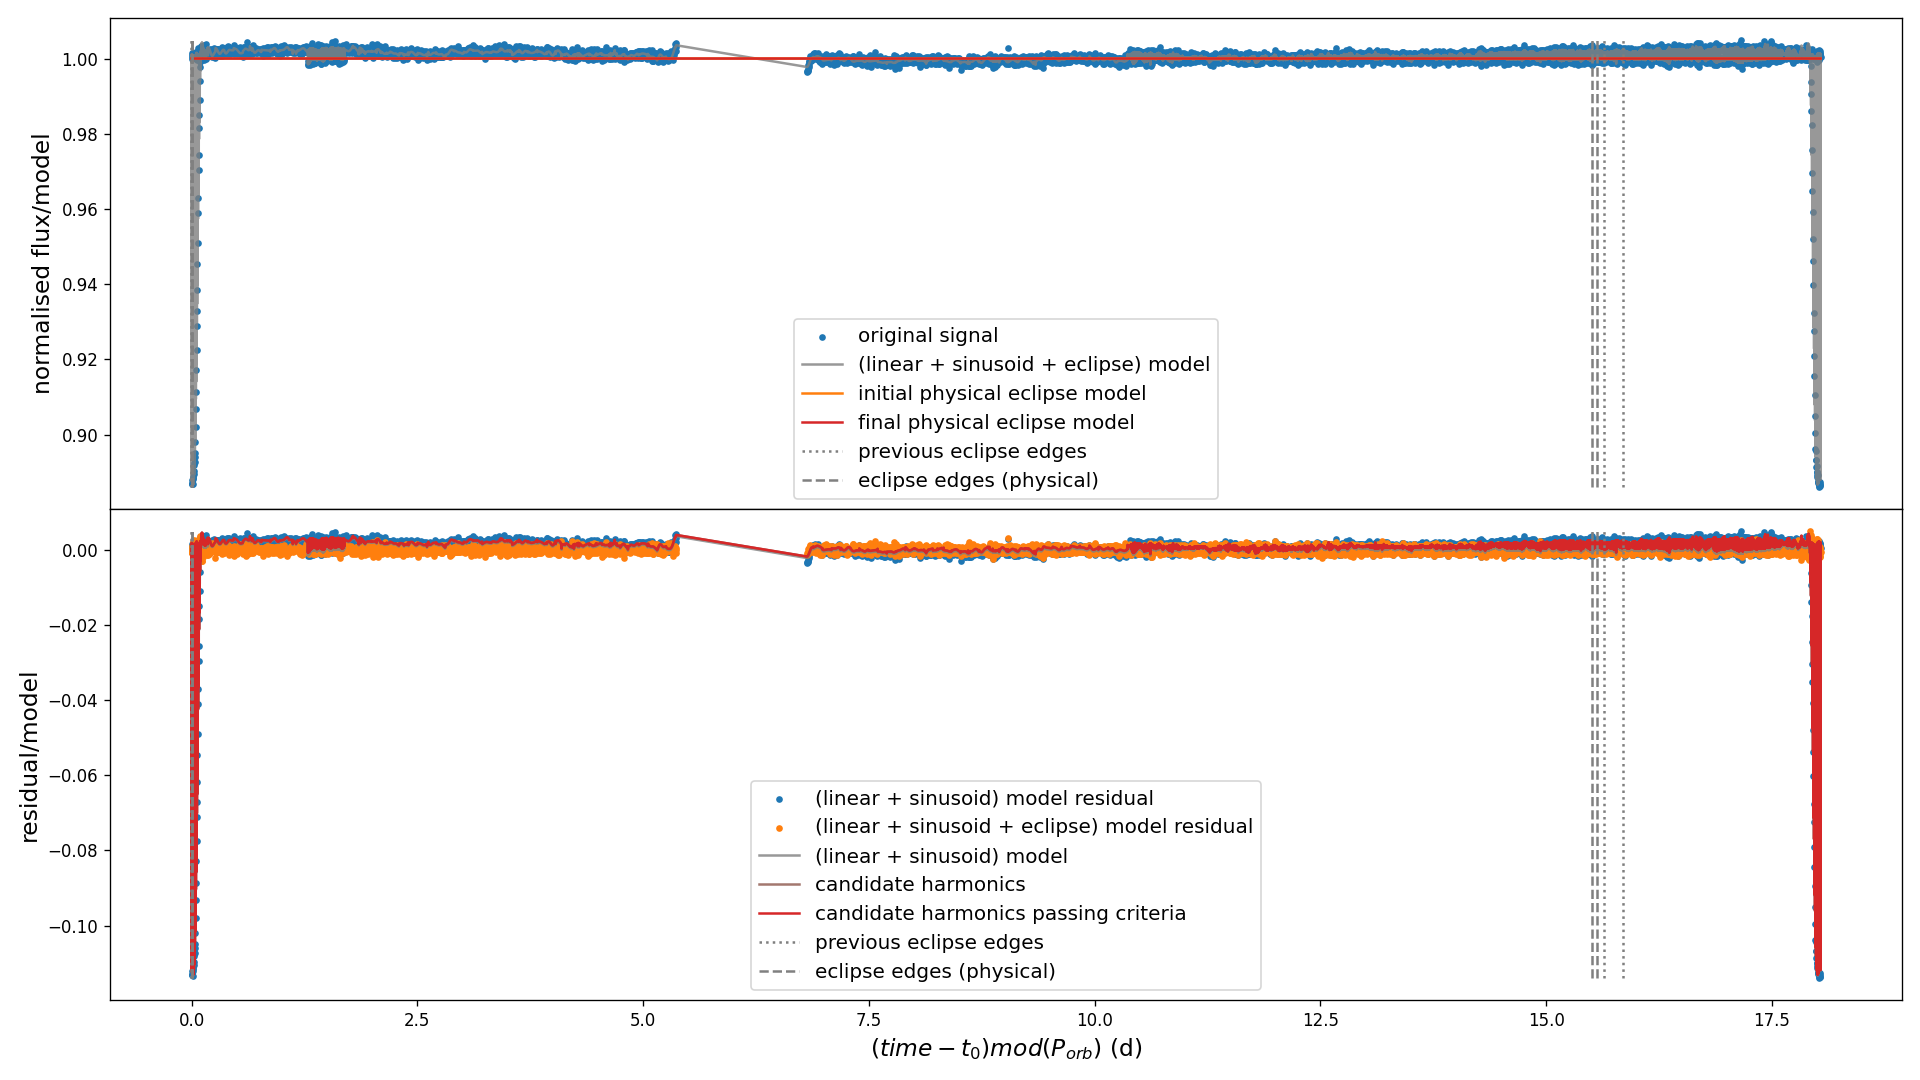 normalised flux/model
1.00
0.98
0.96
0.94
0.92
0.90
original signal
(linear + sinusoid + eclipse) model
initial physical eclipse model
final physical eclipse model
previous eclipse edges
eclipse edges (physical)
residual/model
0.00
−0.02
−0.04
−0.06
−0.08
−0.10
(linear + sinusoid) model residual
(linear + sinusoid + eclipse) model residual
(linear + sinusoid) model
candidate harmonics
candidate harmonics passing criteria
previous eclipse edges
eclipse edges (physical)
0.0 2.5 5.0 7.5 10.0 12.5 15.0 17.5
(time − t₀)mod(P_orb) (d)